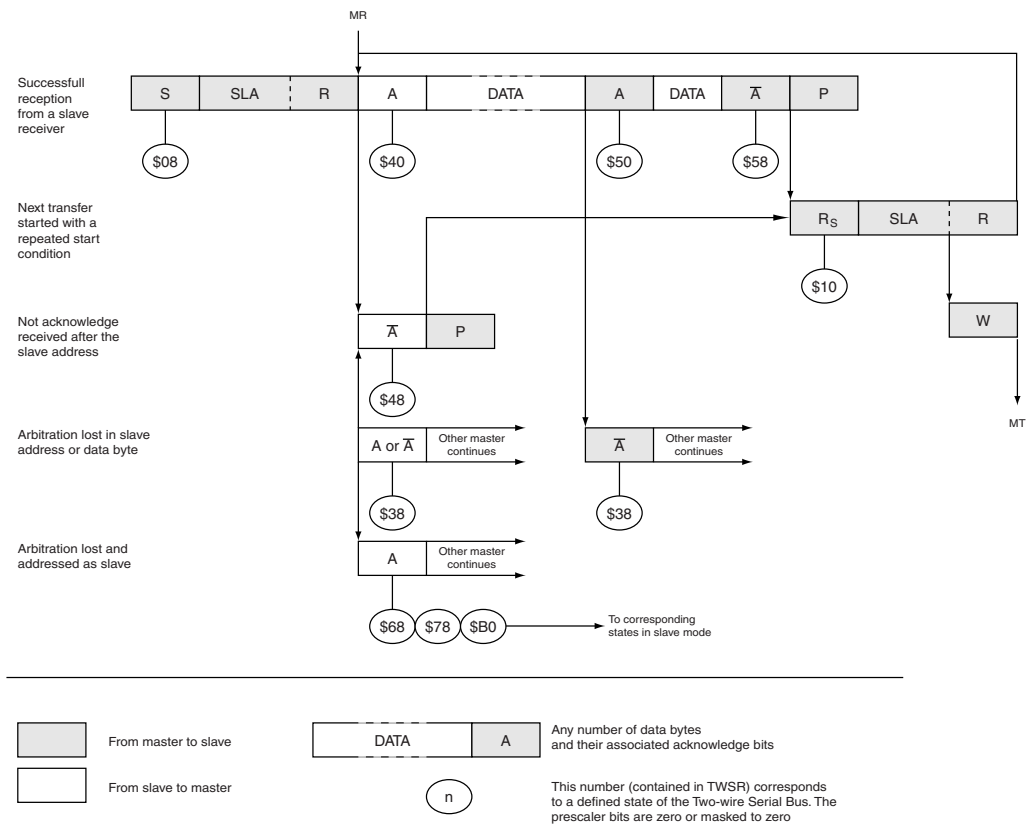 MR
Successfull
reception
from a slave
receiver
S SLA R A DATA A DATA A̅ P
$08 $40 $50 $58
Next transfer
started with a
repeated start
condition
RS SLA R
$10
Not acknowledge
received after the
slave address
A̅ P
W
$48
MT
Arbitration lost in slave
address or data byte
A or A̅ Other master
continues
A̅ Other master
continues
$38 $38
Arbitration lost and
addressed as slave
A Other master
continues
$68 $78 $B0
To corresponding
states in slave mode
From master to slave
DATA A
Any number of data bytes
and their associated acknowledge bits
From slave to master
n
This number (contained in TWSR) corresponds
to a defined state of the Two-wire Serial Bus. The
prescaler bits are zero or masked to zero